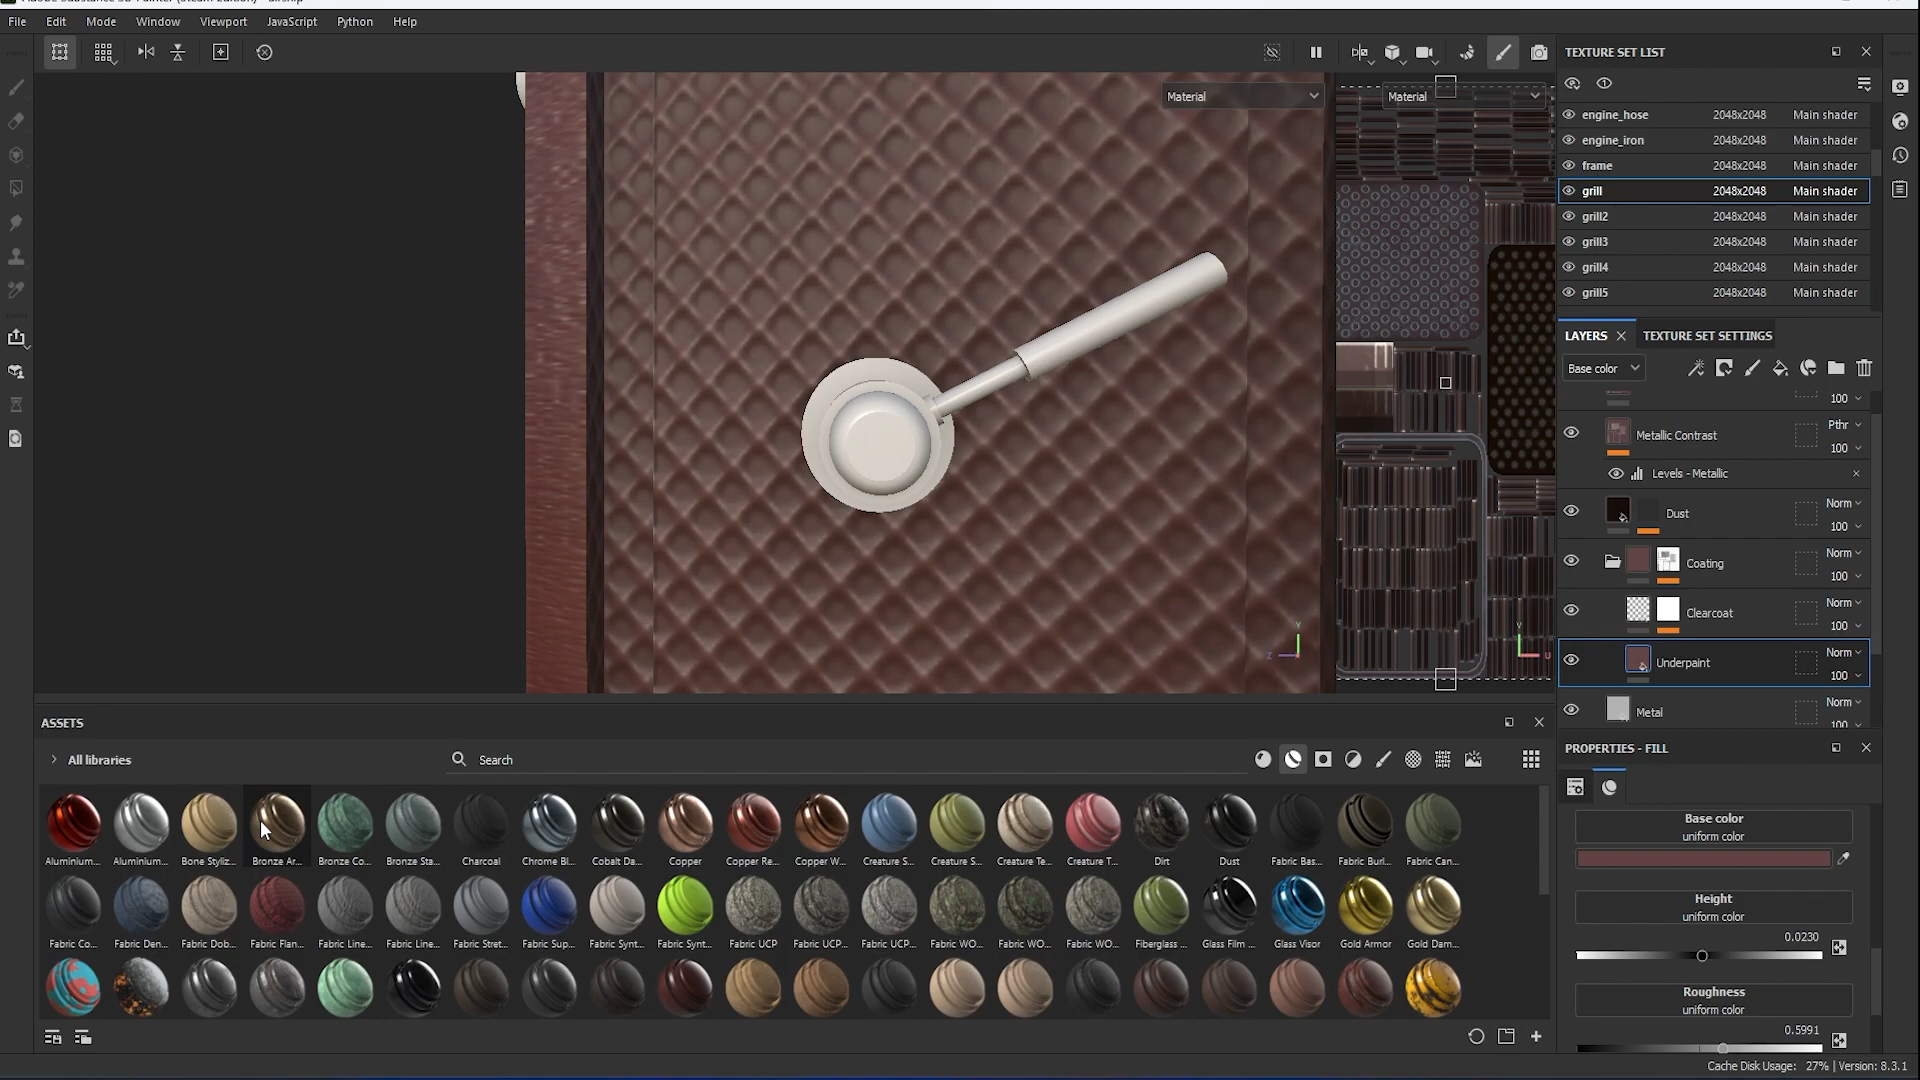 File Edit Mode Window Viewport JavaScript Python Help
Material
Material
TEXTURE SET LIST
engine_hose 2048x2048 Main shader
engine_iron 2048x2048 Main shader
frame 2048x2048 Main shader
grill 2048x2048 Main shader
grill2 2048x2048 Main shader
grill3 2048x2048 Main shader
grill4 2048x2048 Main shader
grill5 2048x2048 Main shader
LAYERS TEXTURE SET SETTINGS
Base color
100
Metallic Contrast Pthr
100
Levels - Metallic
Dust Norm
100
Coating Norm
100
Clearcoat Norm
100
Underpaint Norm
100
Metal Norm
100
Y
Z
Y
U
ASSETS
All libraries
Search
Aluminium... Aluminium... Bone Styliz... Bronze Ar... Bronze Co... Bronze Sta... Charcoal Chrome Bl... Cobalt Da... Copper Copper Re... Copper W... Creature S... Creature S... Creature Te... Creature T... Dirt Dust Fabric Bas... Fabric Burl... Fabric Can...
Fabric Co... Fabric Den... Fabric Dob... Fabric Flan... Fabric Line... Fabric Line... Fabric Stret... Fabric Sup... Fabric Synt... Fabric Synt... Fabric UCP Fabric UCP... Fabric UCP... Fabric WO... Fabric WO... Fabric WO... Fiberglass ... Glass Film ... Glass Visor Gold Armor Gold Dam...
PROPERTIES - FILL
Base color
uniform color
Height
uniform color
0.0230
Roughness
uniform color
0.5991
Cache Disk Usage: 27% | Version: 8.3.1